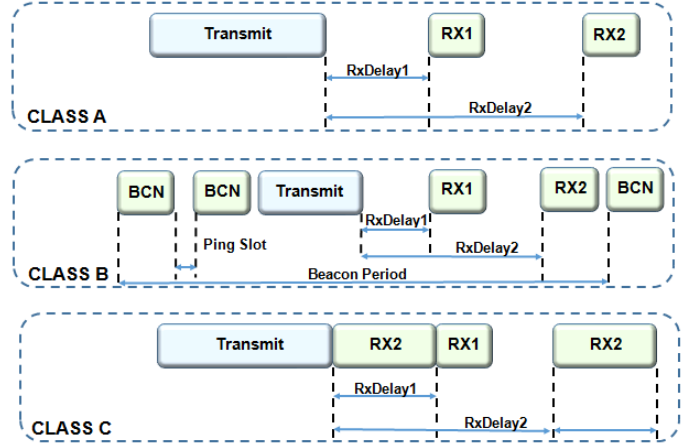 Transmit RX1 RX2
RxDelay1
RxDelay2
CLASS A
BCN BCN Transmit RX1 RX2 BCN
RxDelay1
Ping Slot RxDelay2
CLASS B Beacon Period
Transmit RX2 RX1 RX2
RxDelay1
RxDelay2
CLASS C